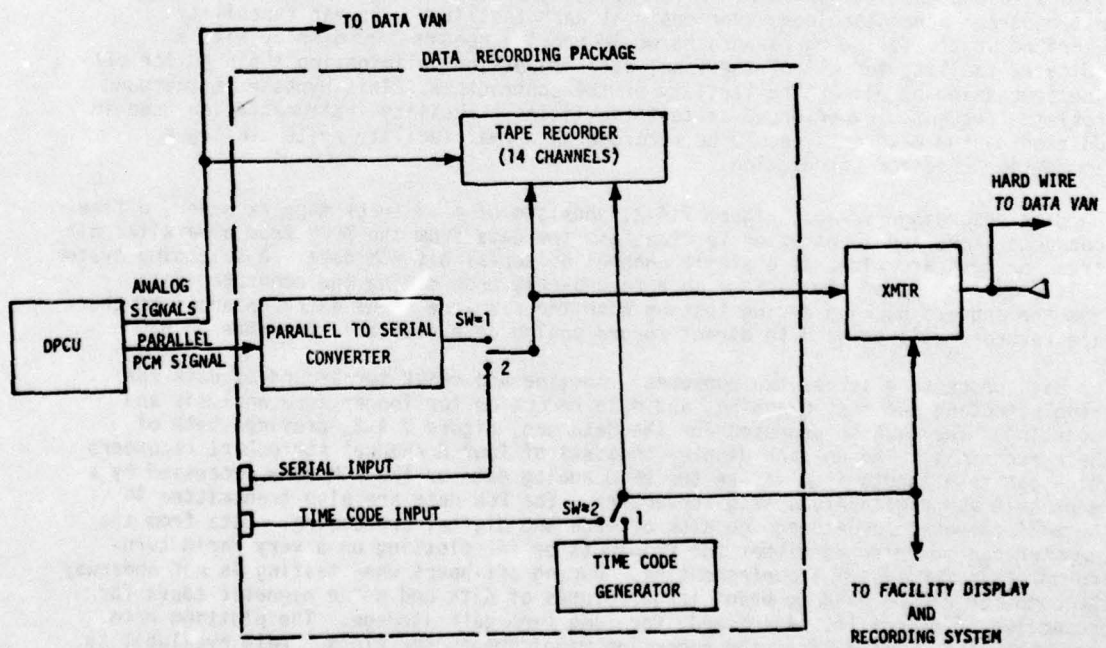 TO DATA VAN
DATA RECORDING PACKAGE
TAPE RECORDER
(14 CHANNELS)
HARD WIRE
TO DATA VAN
ANALOG
SIGNALS
PARALLEL
PCM SIGNAL
DPCU
PARALLEL TO SERIAL
CONVERTER
SW#1
2
XMTR
SERIAL INPUT
TIME CODE INPUT
SW#2
TIME CODE
GENERATOR
TO FACILITY DISPLAY
AND
RECORDING SYSTEM